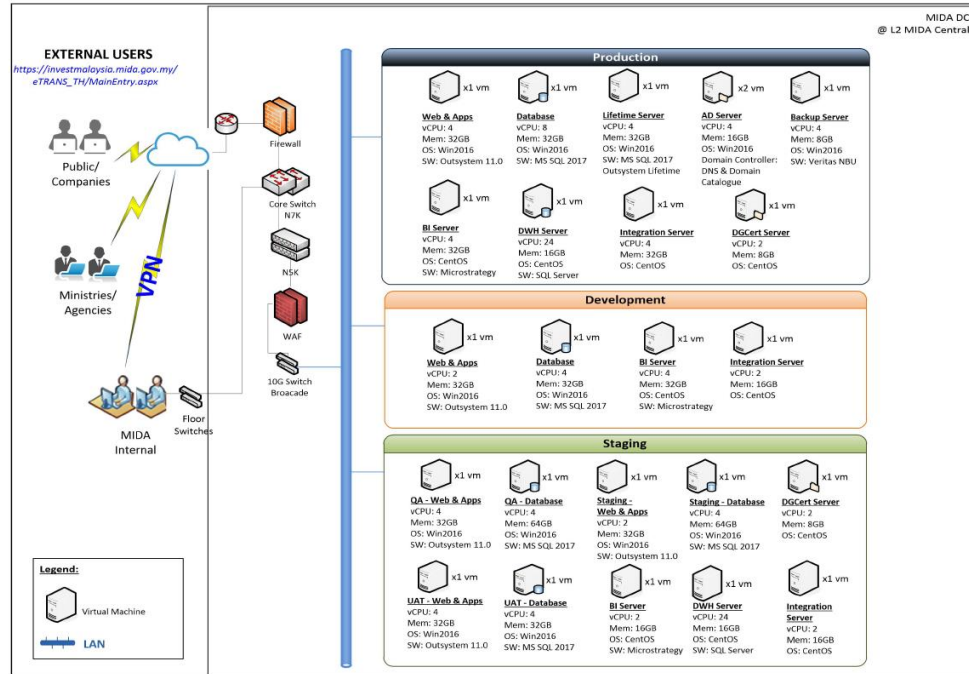 MIDA DC
@ L2 MIDA Central
EXTERNAL USERS
https://investmalaysia.mida.gov.my/
eTRANS_TH/MainEntry.aspx
Public/
Companies
Ministries/
Agencies
VPN
MIDA
Internal
Floor
Switches
Firewall
Core Switch
N7K
N5K
WAF
10G Switch
Broacade
Production
x1 vm
Web & Apps
vCPU: 4
Mem: 32GB
OS: Win2016
SW: Outsystem 11.0
x1 vm
Database
vCPU: 8
Mem: 32GB
OS: Win2016
SW: MS SQL 2017
x1 vm
Lifetime Server
vCPU: 4
Mem: 32GB
OS: Win2016
SW: MS SQL 2017
Outsystem Lifetime
x2 vm
AD Server
vCPU: 4
Mem: 16GB
OS: Win2016
Domain Controller:
DNS & Domain
Catalogue
x1 vm
Backup Server
vCPU: 4
Mem: 8GB
OS: Win2016
SW: Veritas NBU
x1 vm
BI Server
vCPU: 4
Mem: 32GB
OS: CentOS
SW: Microstrategy
x1 vm
DWH Server
vCPU: 24
Mem: 16GB
OS: CentOS
SW: SQL Server
x1 vm
Integration Server
vCPU: 4
Mem: 32GB
OS: CentOS
x1 vm
DGCert Server
vCPU: 2
Mem: 8GB
OS: CentOS
Development
x1 vm
Web & Apps
vCPU: 2
Mem: 32GB
OS: Win2016
SW: Outsystem 11.0
x1 vm
Database
vCPU: 4
Mem: 32GB
OS: Win2016
SW: MS SQL 2017
x1 vm
BI Server
vCPU: 4
Mem: 32GB
OS: CentOS
SW: Microstrategy
x1 vm
Integration Server
vCPU: 2
Mem: 16GB
OS: CentOS
Staging
x1 vm
QA - Web & Apps
vCPU: 4
Mem: 32GB
OS: Win2016
SW: Outsystem 11.0
x1 vm
QA - Database
vCPU: 4
Mem: 64GB
OS: Win2016
SW: MS SQL 2017
x1 vm
Staging -
Web & Apps
vCPU: 2
Mem: 32GB
OS: Win2016
SW: Outsystem 11.0
x1 vm
Staging - Database
vCPU: 4
Mem: 64GB
OS: Win2016
SW: MS SQL 2017
x1 vm
DGCert Server
vCPU: 2
Mem: 8GB
OS: CentOS
x1 vm
UAT - Web & Apps
vCPU: 4
Mem: 32GB
OS: Win2016
SW: Outsystem 11.0
x1 vm
UAT - Database
vCPU: 4
Mem: 32GB
OS: Win2016
SW: MS SQL 2017
x1 vm
BI Server
vCPU: 2
Mem: 16GB
OS: CentOS
SW: Microstrategy
x1 vm
DWH Server
vCPU: 24
Mem: 16GB
OS: CentOS
SW: SQL Server
x1 vm
Integration
Server
vCPU: 2
Mem: 16GB
OS: CentOS
Legend:
Virtual Machine
LAN